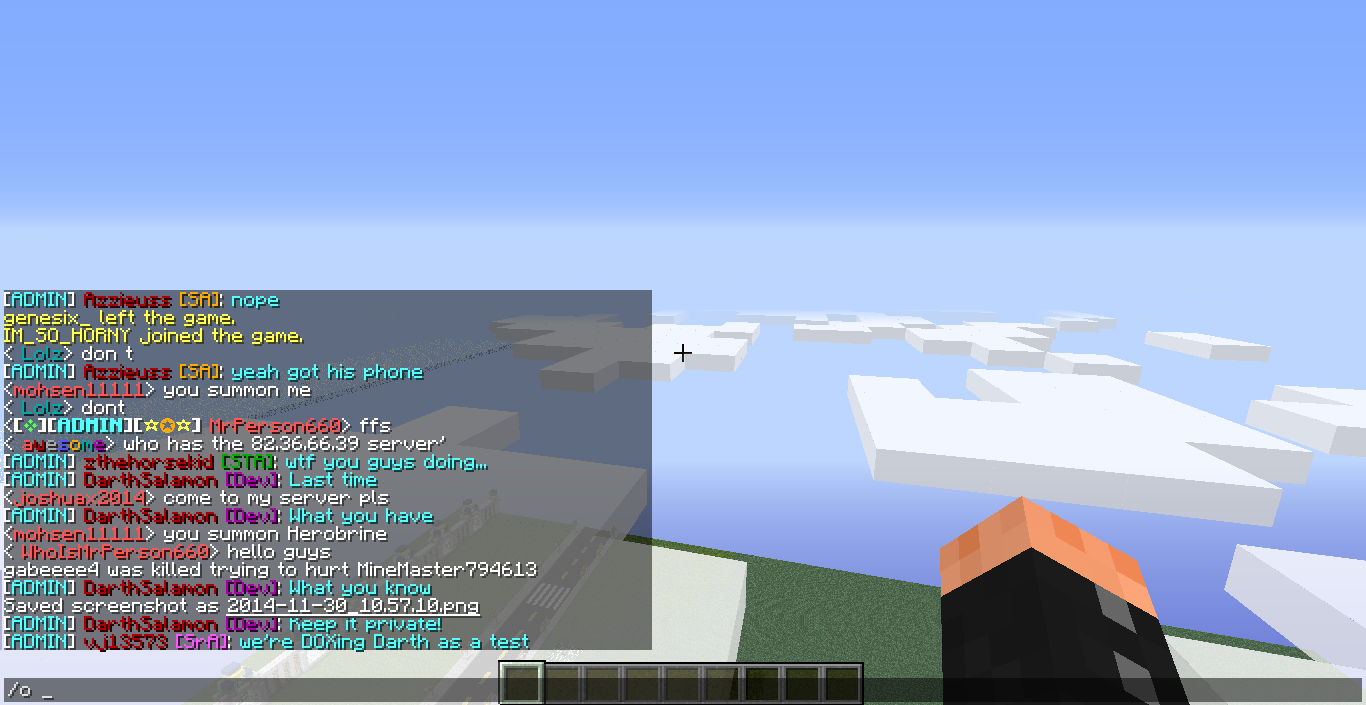 [ADMIN] Azzieuss [SA]: nope
genesix_ left the game.
IM_SO_HORNY joined the game.
< Lolz> don t
[ADMIN] Azzieuss [SA]: yeah got his phone
<mohsen11111> you summon me
< Lolz> dont
<[❖][ADMIN][☆✪☆] MrPerson660> ffs
< awesome> who has the 82.36.66.39 server'
[ADMIN] zthehorsekid [STA]: wtf you guys doing...
[ADMIN] DarthSalamon [Dev]: Last time
<joshuax2014> come to my server pls
[ADMIN] DarthSalamon [Dev]: What you have
<mohsen11111> you summon Herobrine
< WhoIsMrPerson660> hello guys
gabeeee4 was killed trying to hurt MineMaster794613
[ADMIN] DarthSalamon [Dev]: What you know
Saved screenshot as 2014-11-30_10.57.10.png
[ADMIN] DarthSalamon [Dev]: Keep it private!
[ADMIN] wj13573 [SrA]: we're DOXing Darth as a test
/o _